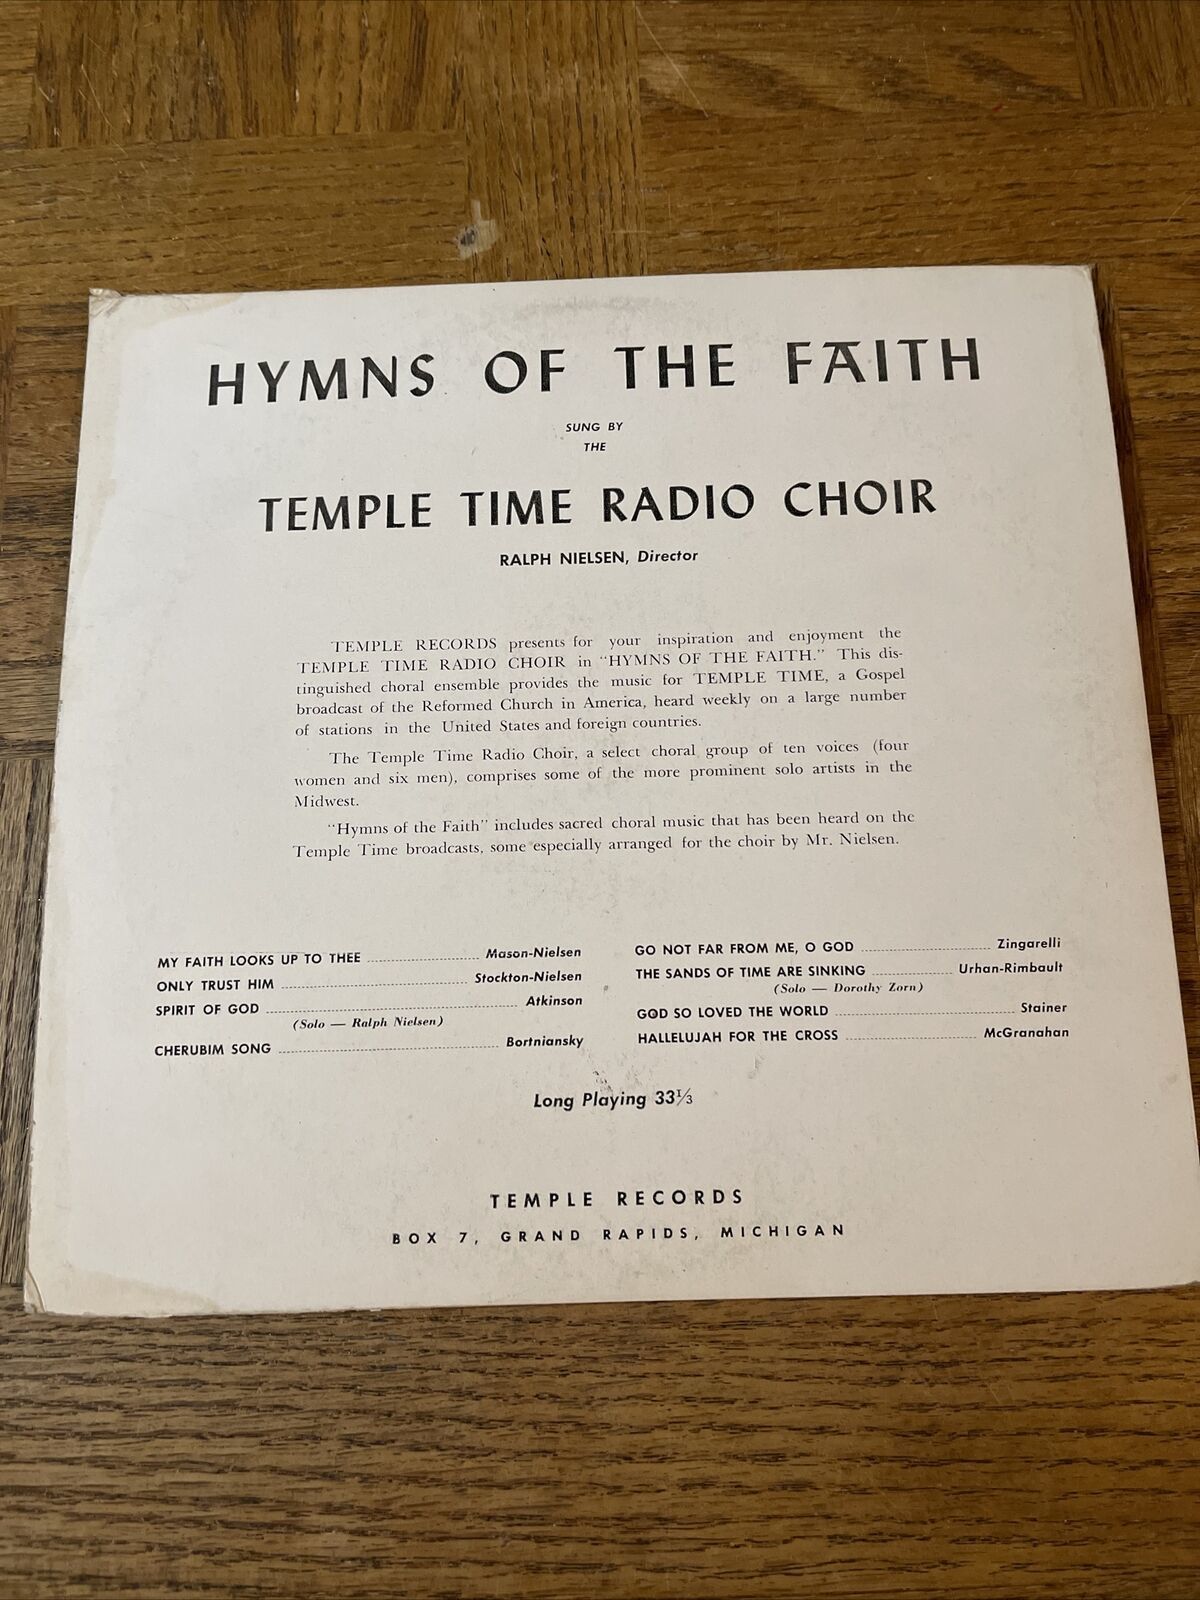 HYMNS OF THE FAITH
SUNG BY
THE
TEMPLE TIME RADIO CHOIR
RALPH NIELSEN, Director
TEMPLE RECORDS presents for your inspiration and enjoyment the
TEMPLE TIME RADIO CHOIR in "HYMNS OF THE FAITH." This dis-
tinguished choral ensemble provides the music for TEMPLE TIME, a Gospel
broadcast of the Reformed Church in America, heard weekly on a large number
of stations in the United States and foreign countries.
The Temple Time Radio Choir, a select choral group of ten voices (four
women and six men), comprises some of the more prominent solo artists in the
Midwest.
"Hymns of the Faith" includes sacred choral music that has been heard on the
Temple Time broadcasts, some especially arranged for the choir by Mr. Nielsen.
MY FAITH LOOKS UP TO THEE Mason-Nielsen
ONLY TRUST HIM Stockton-Nielsen
SPIRIT OF GOD Atkinson
(Solo — Ralph Nielsen)
CHERUBIM SONG Bortniansky
GO NOT FAR FROM ME, O GOD Zingarelli
THE SANDS OF TIME ARE SINKING Urhan-Rimbault
(Solo — Dorothy Zorn)
GOD SO LOVED THE WORLD Stainer
HALLELUJAH FOR THE CROSS McGranahan
Long Playing 33⅓
TEMPLE RECORDS
BOX 7, GRAND RAPIDS, MICHIGAN